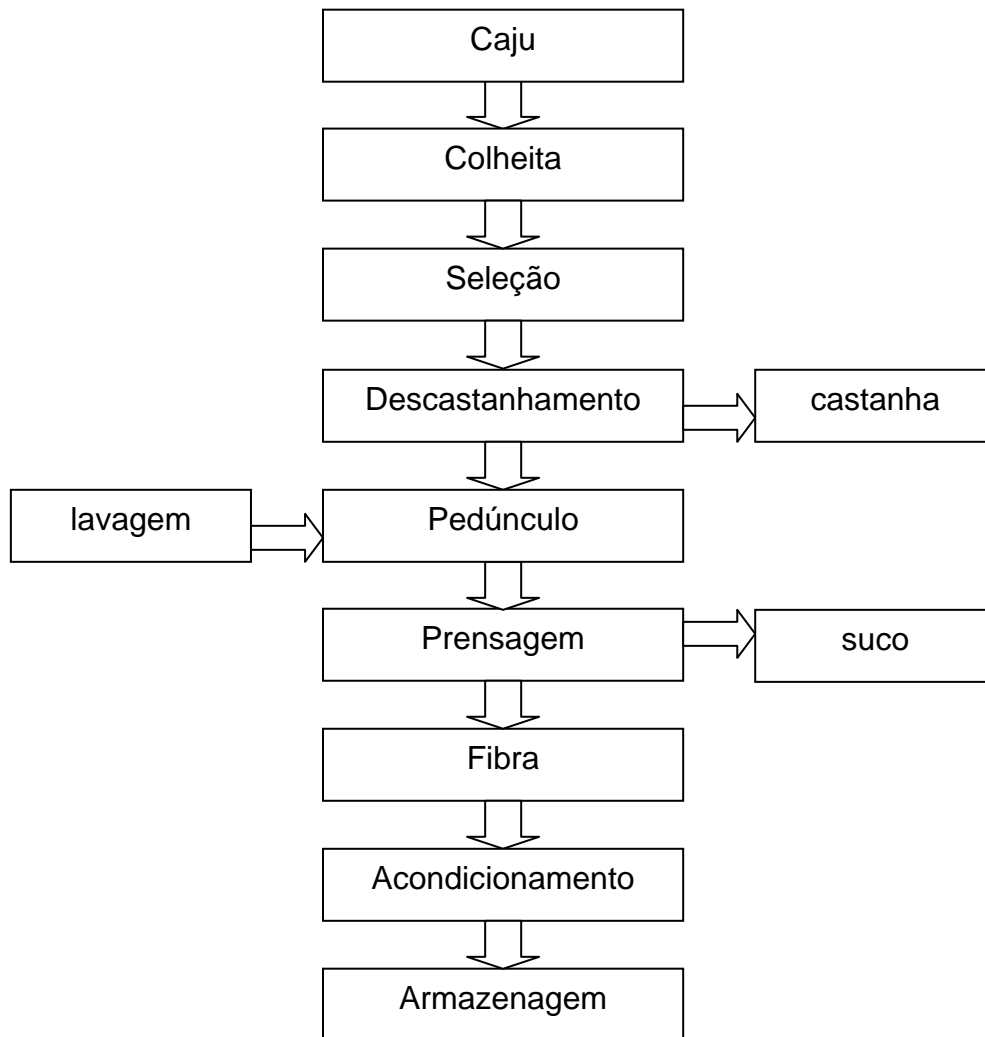 Caju
Colheita
Seleção
Descastanhamento
castanha
lavagem
Pedúnculo
Prensagem
suco
Fibra
Acondicionamento
Armazenagem